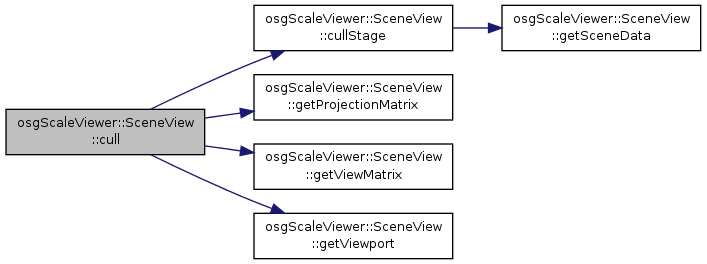 osgScaleViewer::SceneView
::cull
osgScaleViewer::SceneView
::cullStage
osgScaleViewer::SceneView
::getSceneData
osgScaleViewer::SceneView
::getProjectionMatrix
osgScaleViewer::SceneView
::getViewMatrix
osgScaleViewer::SceneView
::getViewport